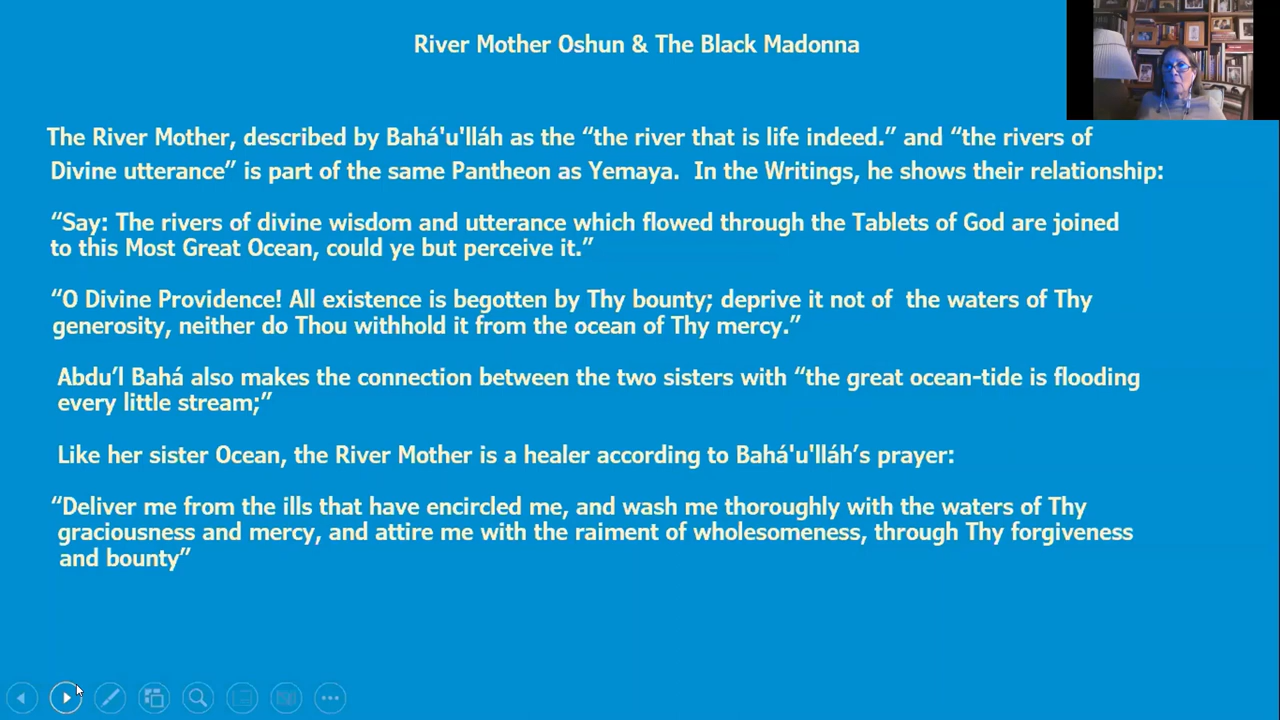 River Mother Oshun & The Black Madonna
The River Mother, described by Bahá'u'lláh as the “the river that is life indeed.” and “the rivers of
Divine utterance” is part of the same Pantheon as Yemaya. In the Writings, he shows their relationship:
“Say: The rivers of divine wisdom and utterance which flowed through the Tablets of God are joined
to this Most Great Ocean, could ye but perceive it.”
“O Divine Providence! All existence is begotten by Thy bounty; deprive it not of the waters of Thy
generosity, neither do Thou withhold it from the ocean of Thy mercy.”
Abdu’l Bahá also makes the connection between the two sisters with “the great ocean-tide is flooding
every little stream;”
Like her sister Ocean, the River Mother is a healer according to Bahá'u'lláh’s prayer:
“Deliver me from the ills that have encircled me, and wash me thoroughly with the waters of Thy
graciousness and mercy, and attire me with the raiment of wholesomeness, through Thy forgiveness
and bounty”